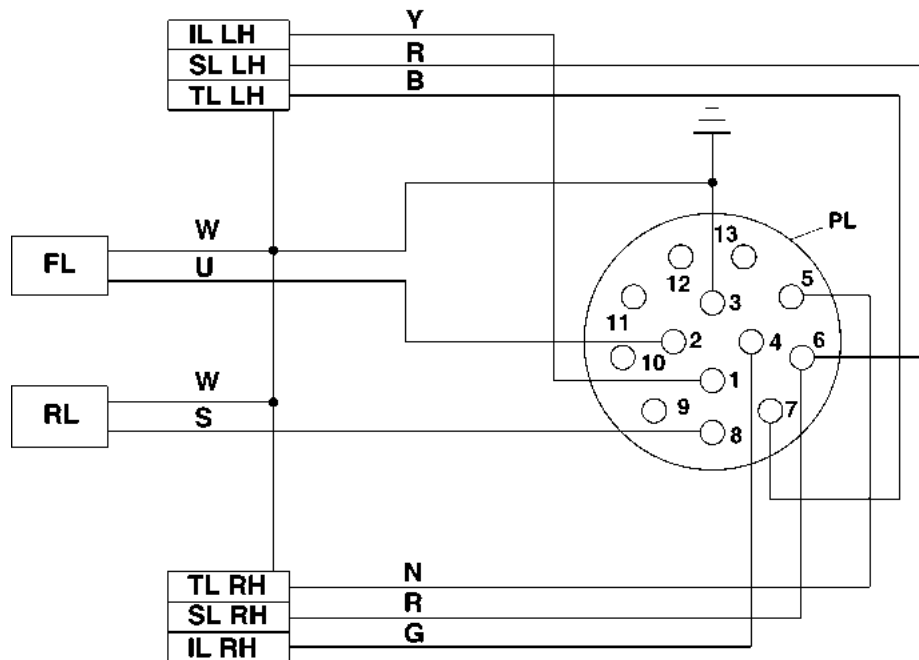 IL LH Y
SL LH R
TL LH B
PL
13
12
5
W
FL
U
11
3
2
4
6
10
1
W
RL
S
9
7
8
TL RH N
SL RH R
IL RH G